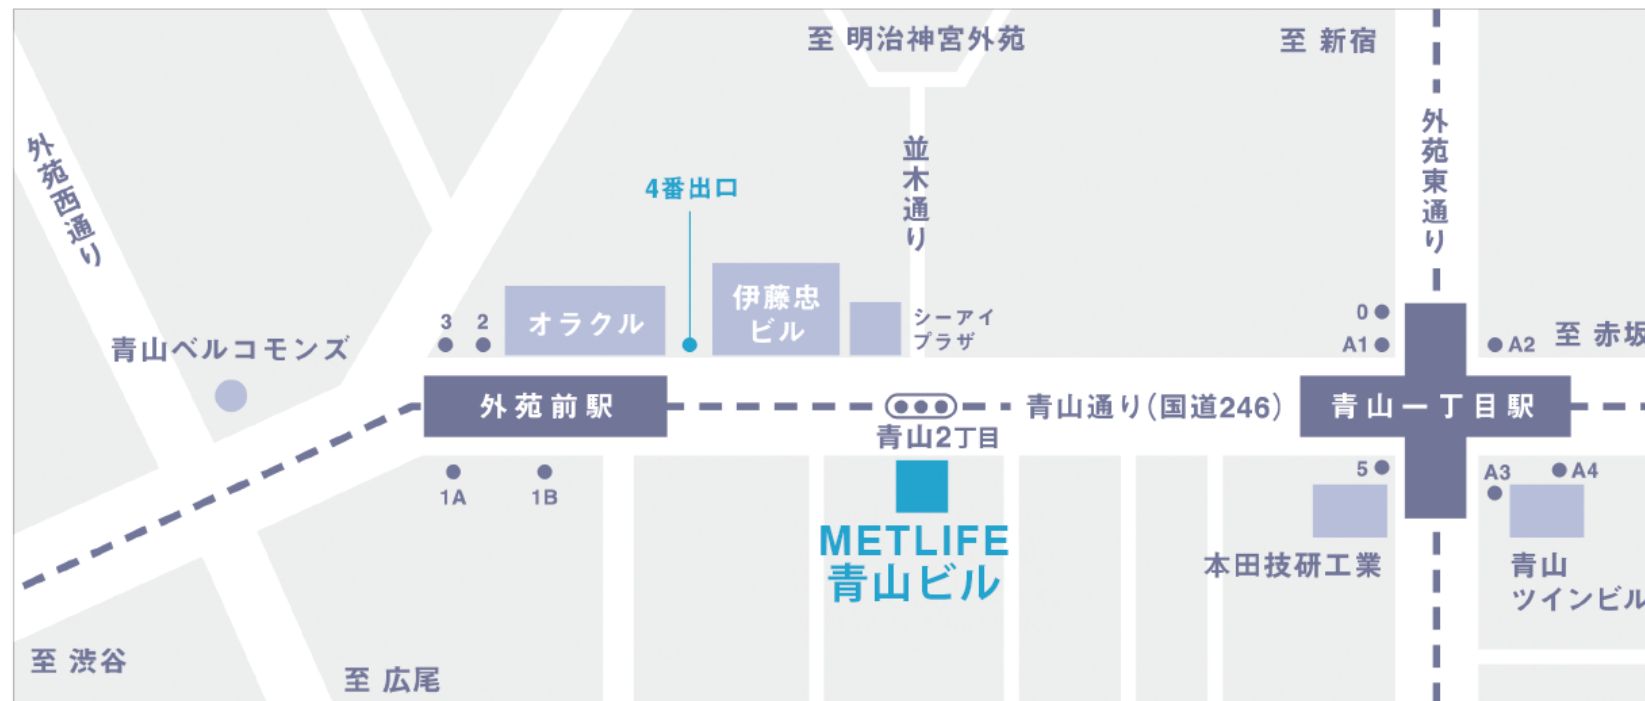 至 明治神宮外苑
至 新宿
外苑西通り
4番出口
並木通り
外苑東通り
青山ベルコモンズ
3
2
オラクル
伊藤忠
ビル
シーアイ
プラザ
0
A1
A2
至 赤坂
外苑前駅
青山通り(国道246)
青山一丁目駅
青山2丁目
1A
1B
5
A3
A4
METLIFE
青山ビル
本田技研工業
青山
ツインビル
至 渋谷
至 広尾